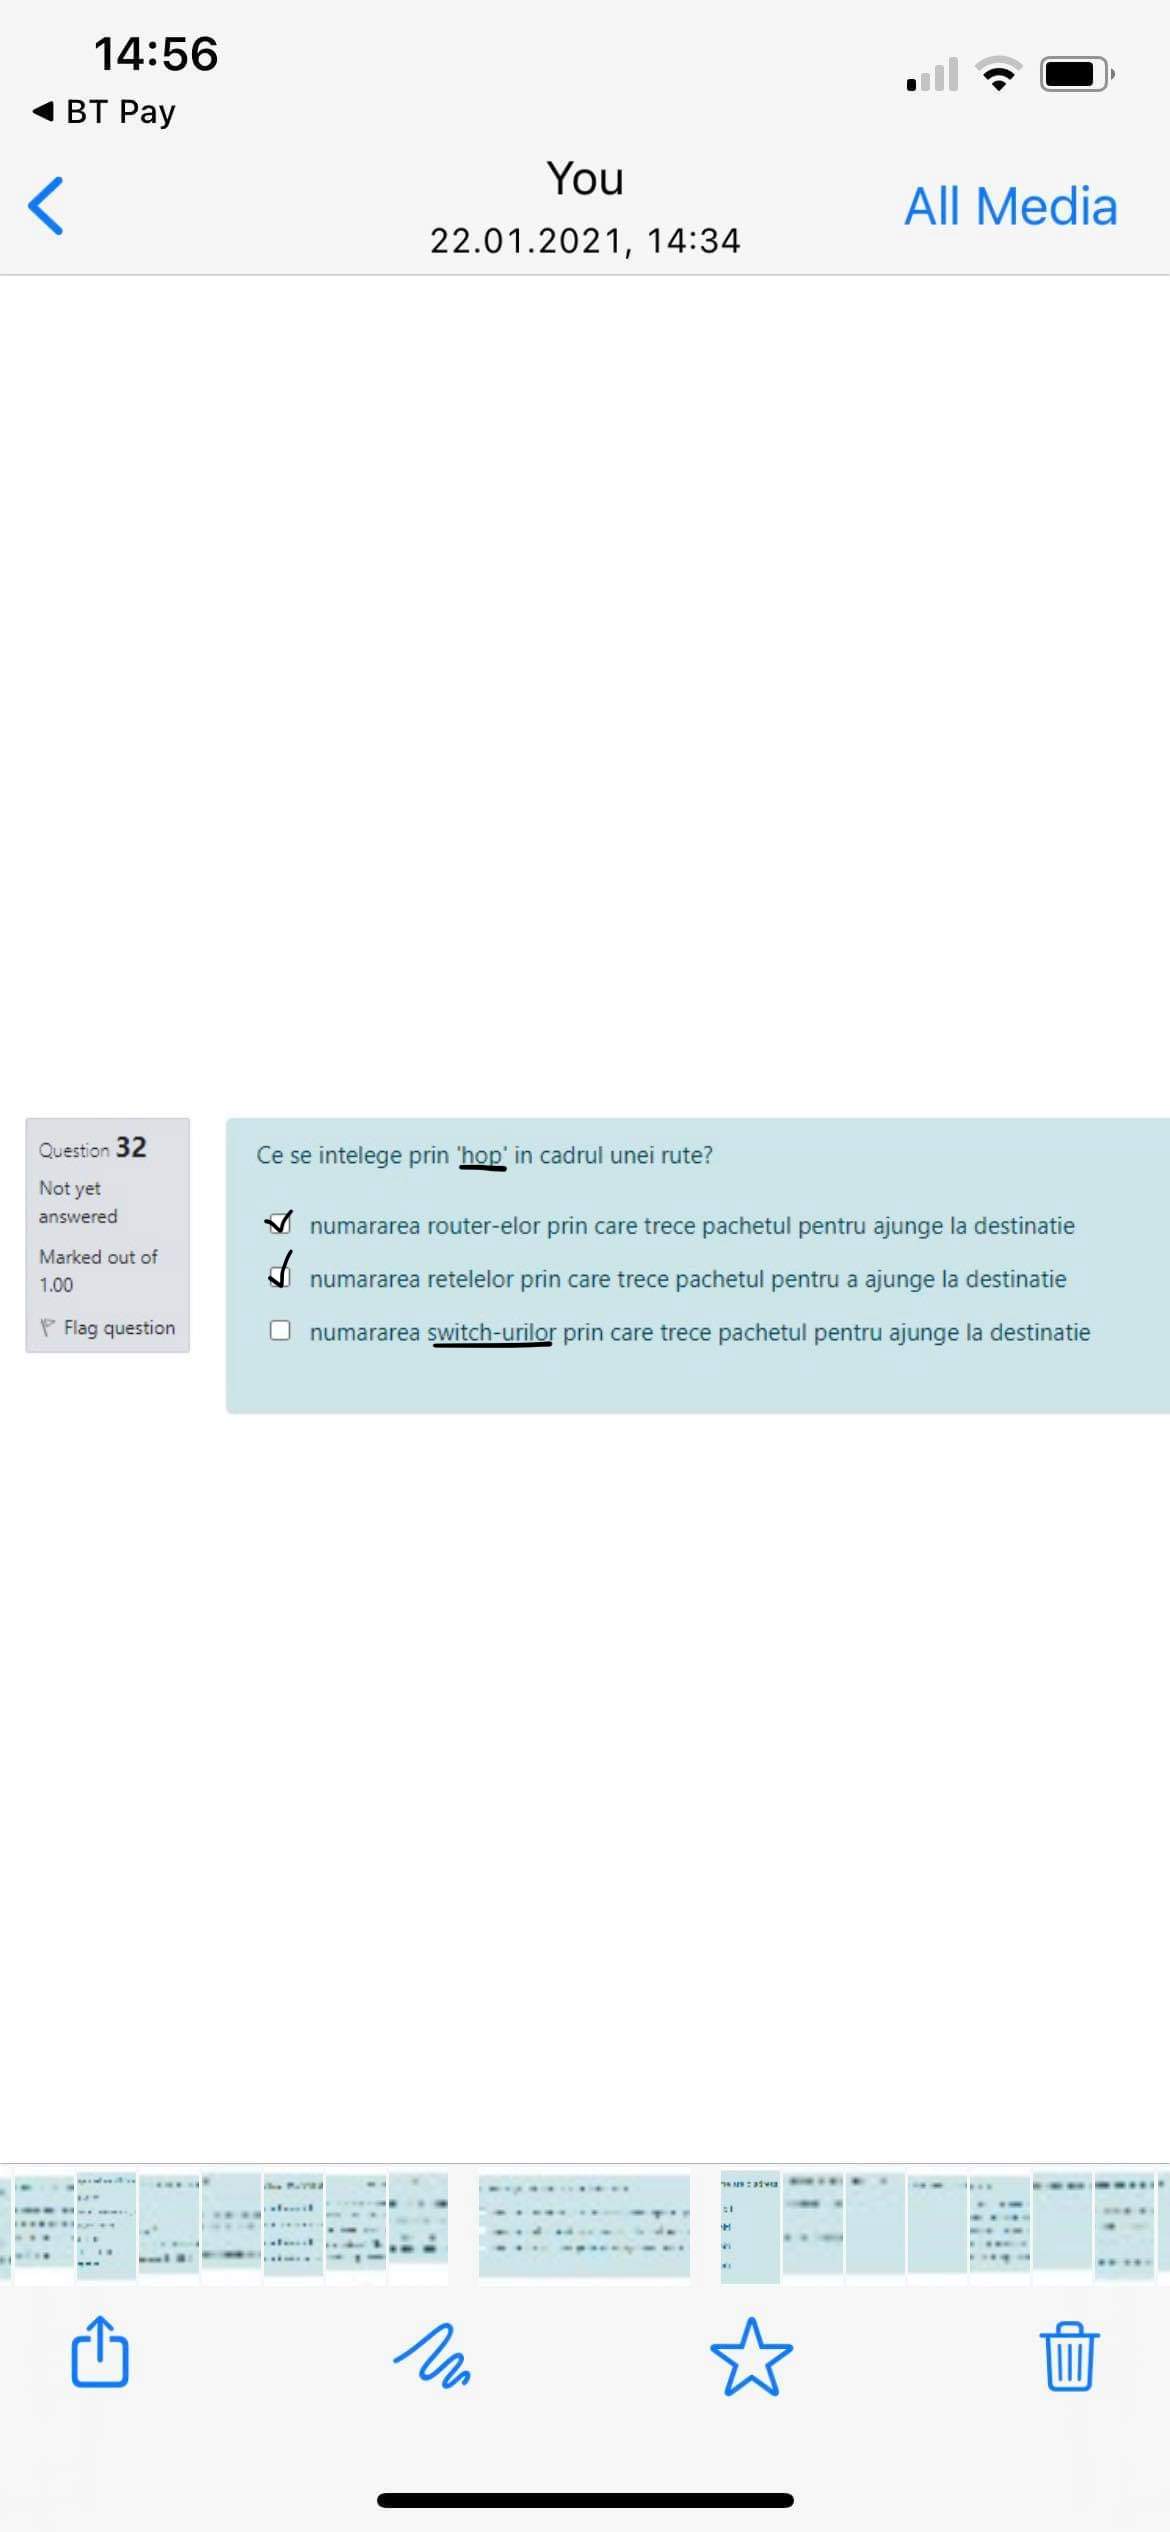 14:56
BT Pay
You
22.01.2021, 14:34
All Media
Question 32
Not yet
answered
Marked out of
1.00
Flag question
Ce se intelege prin 'hop' in cadrul unei rute?
numararea router-elor prin care trece pachetul pentru ajunge la destinatie
numararea retelelor prin care trece pachetul pentru a ajunge la destinatie
numararea switch-urilor prin care trece pachetul pentru ajunge la destinatie